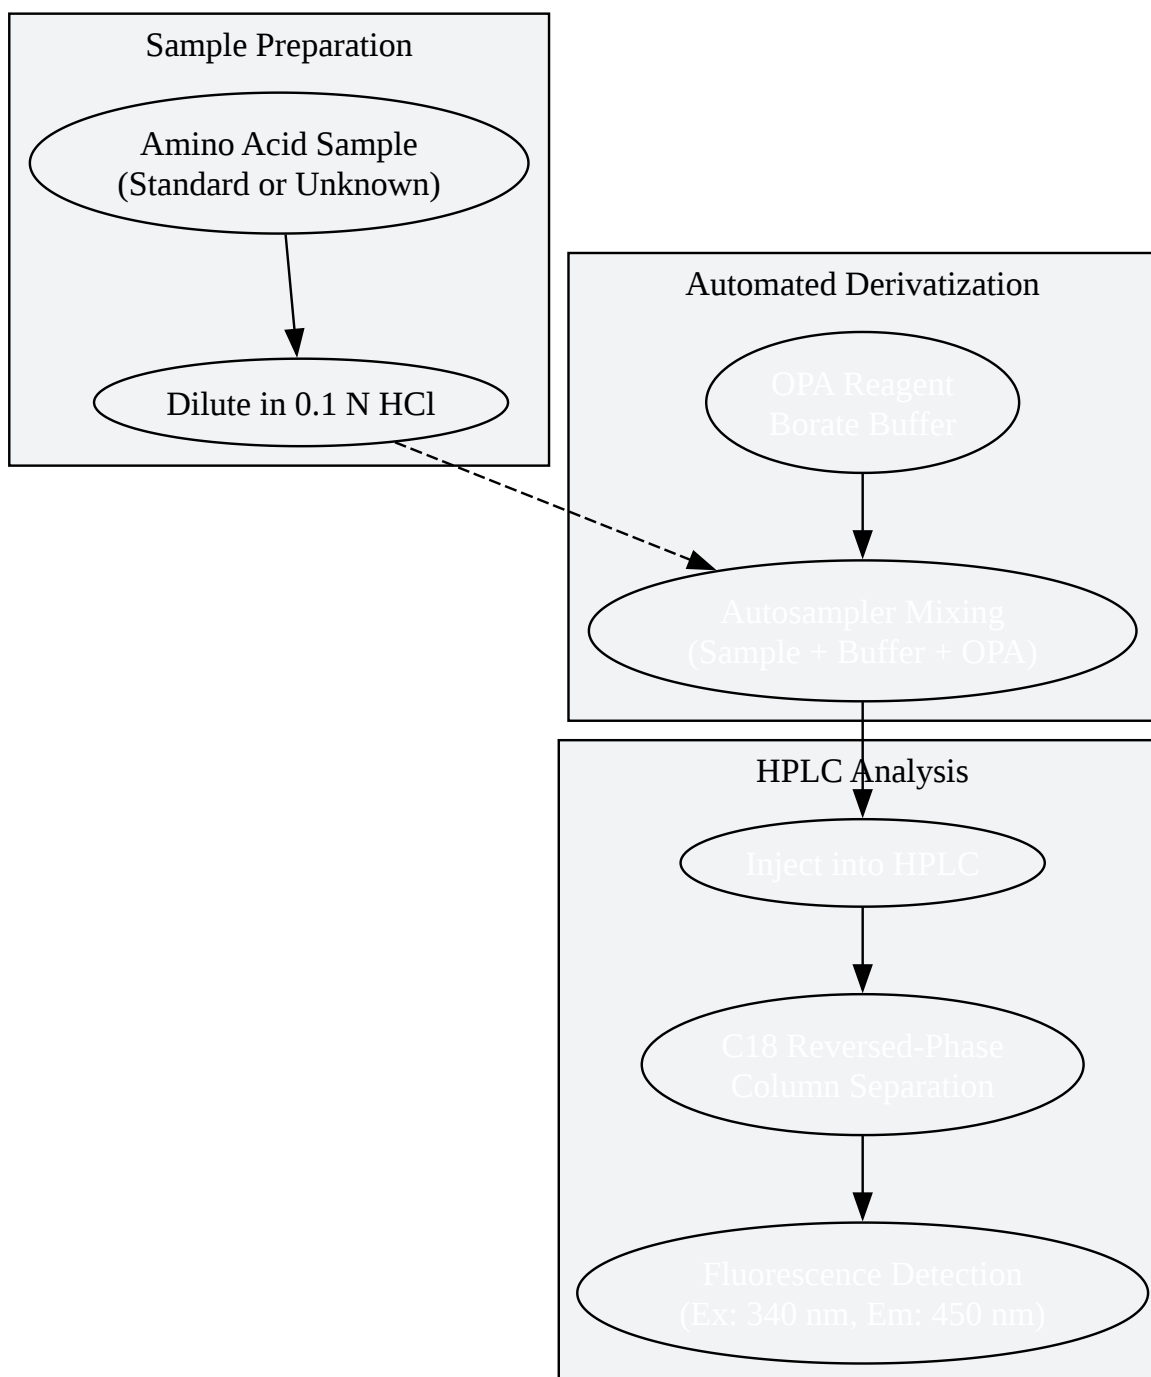 Sample Preparation
Amino Acid Sample
(Standard or Unknown)
Dilute in 0.1 N HCl
Automated Derivatization
OPA Reagent
Borate Buffer
Autosampler Mixing
(Sample + Buffer + OPA)
HPLC Analysis
Inject into HPLC
C18 Reversed-Phase
Column Separation
Fluorescence Detection
(Ex: 340 nm, Em: 450 nm)